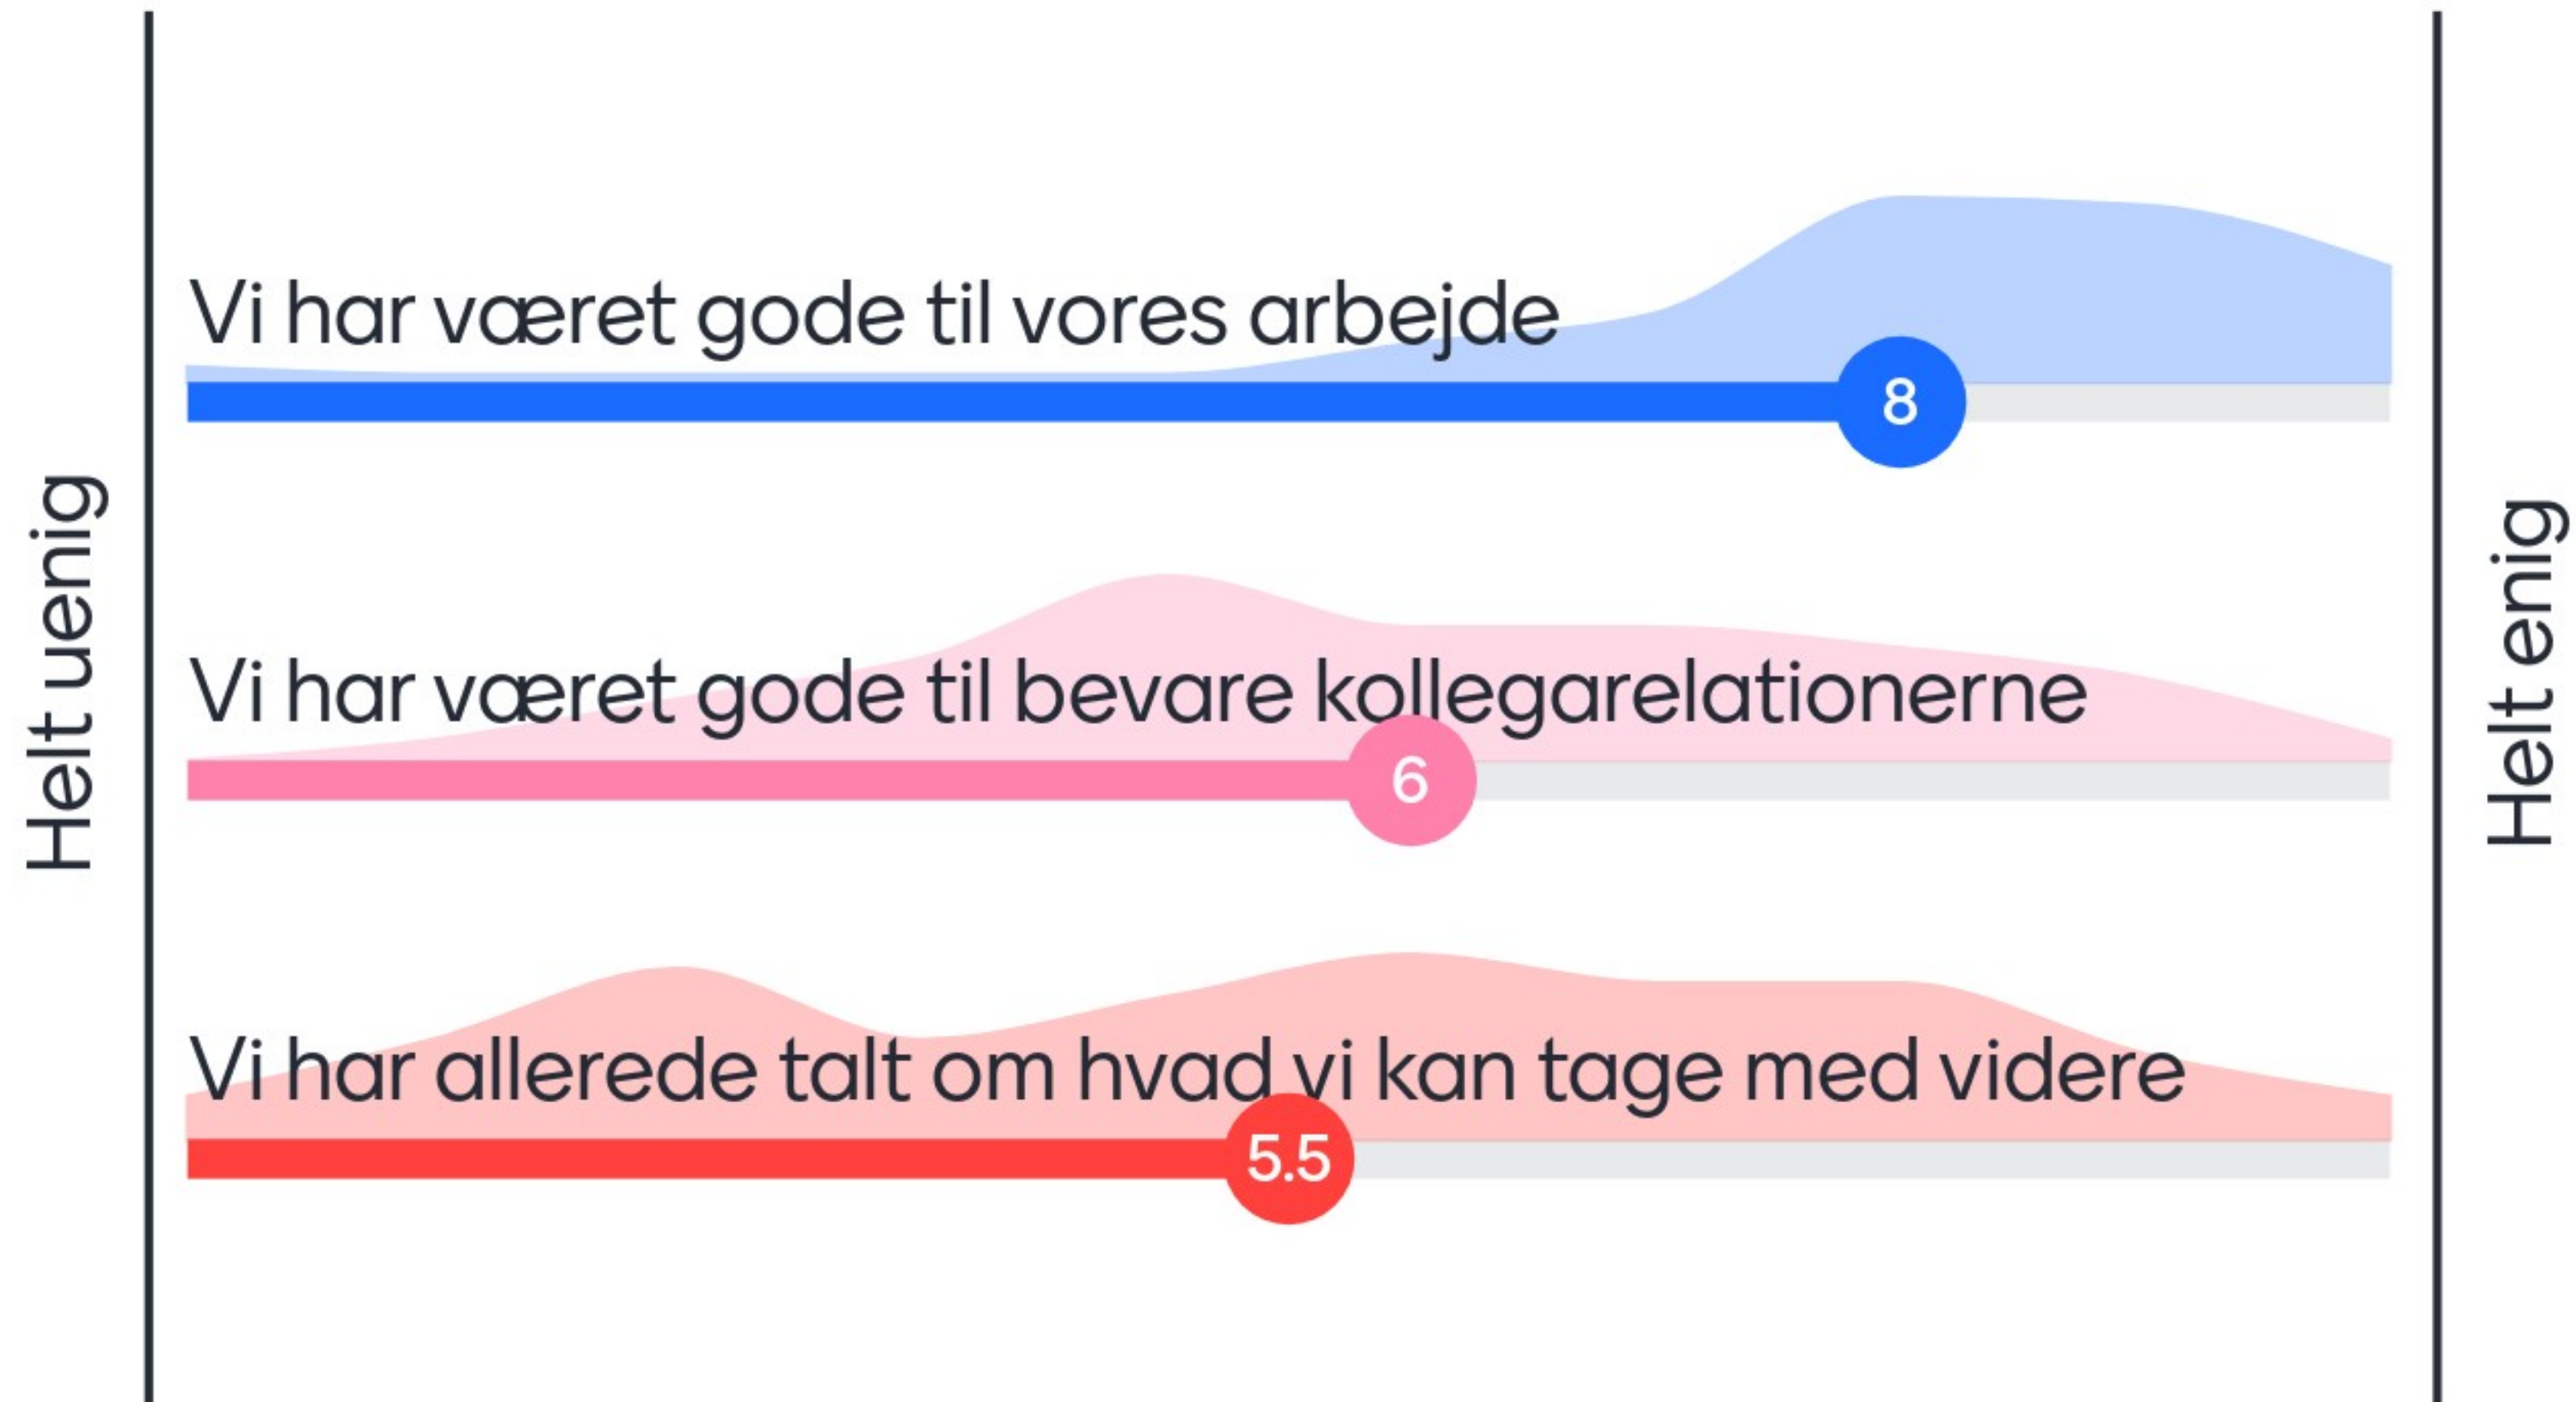 Helt uenig
Vi har været gode til vores arbejde
8
Vi har været gode til bevare kollegarelationerne
6
Vi har allerede talt om hvad vi kan tage med videre
5.5
Helt enig